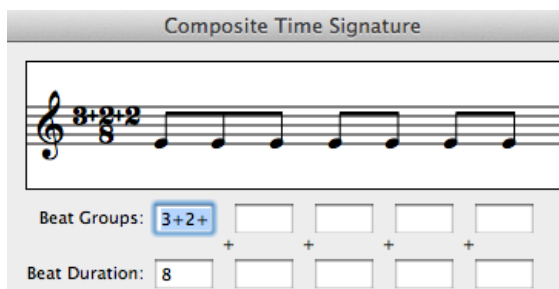 Composite Time Signature
3+2+2
8
Beat Groups: 3+2+
+ + + +
Beat Duration: 8